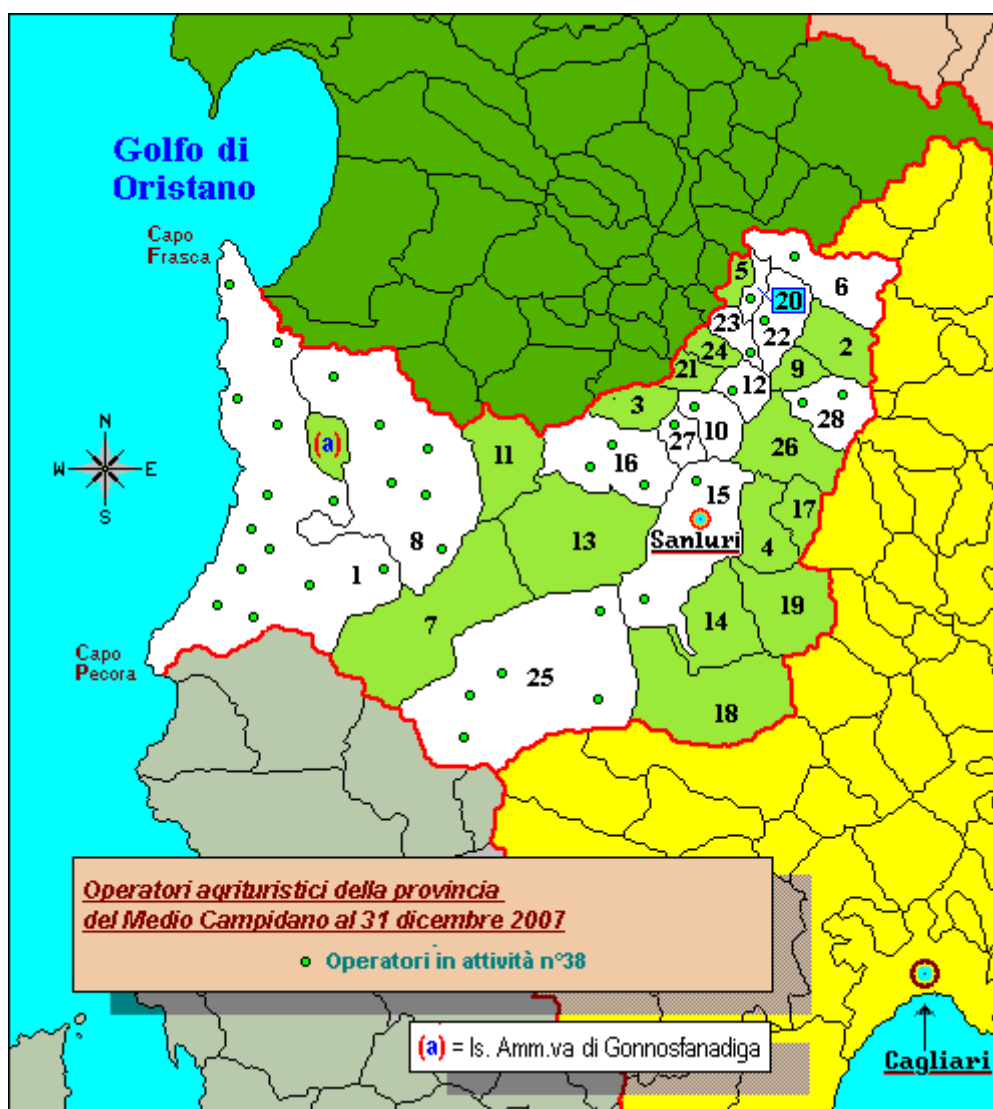 Golfo di
Oristano
Capo
Frasca
5
6
20
23
22
2
24
21
9
12
3
28
N
(a)
27
10
26
W
E
11
16
15
17
S
Sanluri
8
13
4
1
19
7
14
Capo
Pecora
25
18
Operatori agrituristici della provincia
del Medio Campidano al 31 dicembre 2007
Operatori in attività n°38
(a) = Is. Amm.va di Gonnosfanadiga
Cagliari